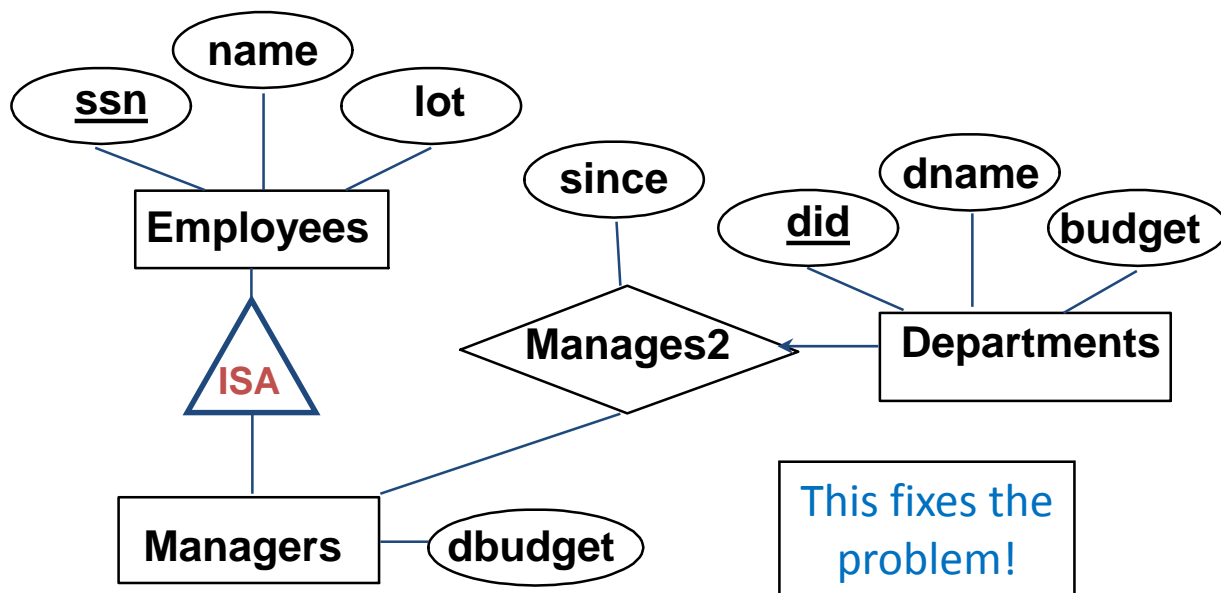 name
ssn
lot
Employees
since
dname
did
budget
Manages2
Departments
ISA
Managers
dbudget
This fixes the
problem!